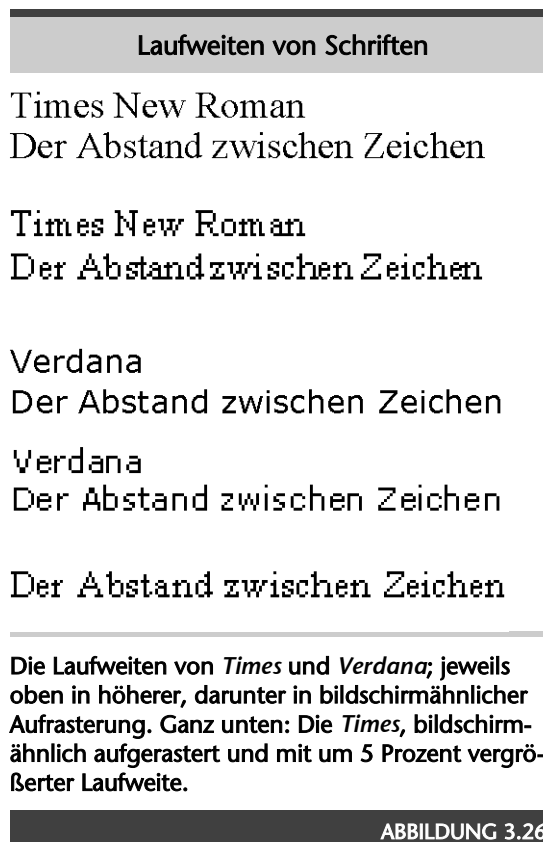 Laufweiten von Schriften
Times New Roman
Der Abstand zwischen Zeichen
Times New Roman
Der Abstand zwischen Zeichen
Verdana
Der Abstand zwischen Zeichen
Verdana
Der Abstand zwischen Zeichen
Der Abstand zwischen Zeichen
Die Laufweiten von Times und Verdana; jeweils
oben in höherer, darunter in bildschirmähnlicher
Aufrasterung. Ganz unten: Die Times, bildschirm-
ähnlich aufgerastert und mit um 5 Prozent vergrö-
ßerter Laufweite.
ABBILDUNG 3.26